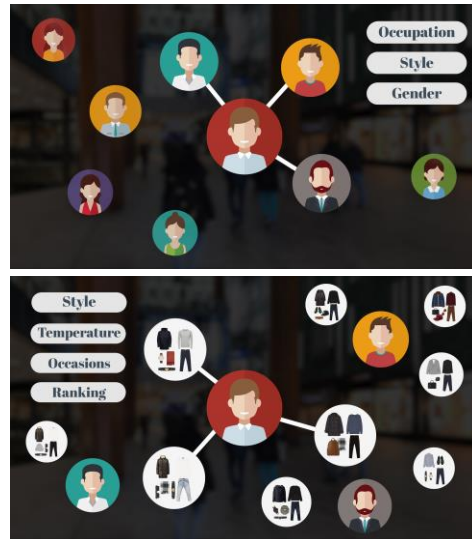 Occupation
Style
Gender
Style
Temperature
Occasions
Ranking